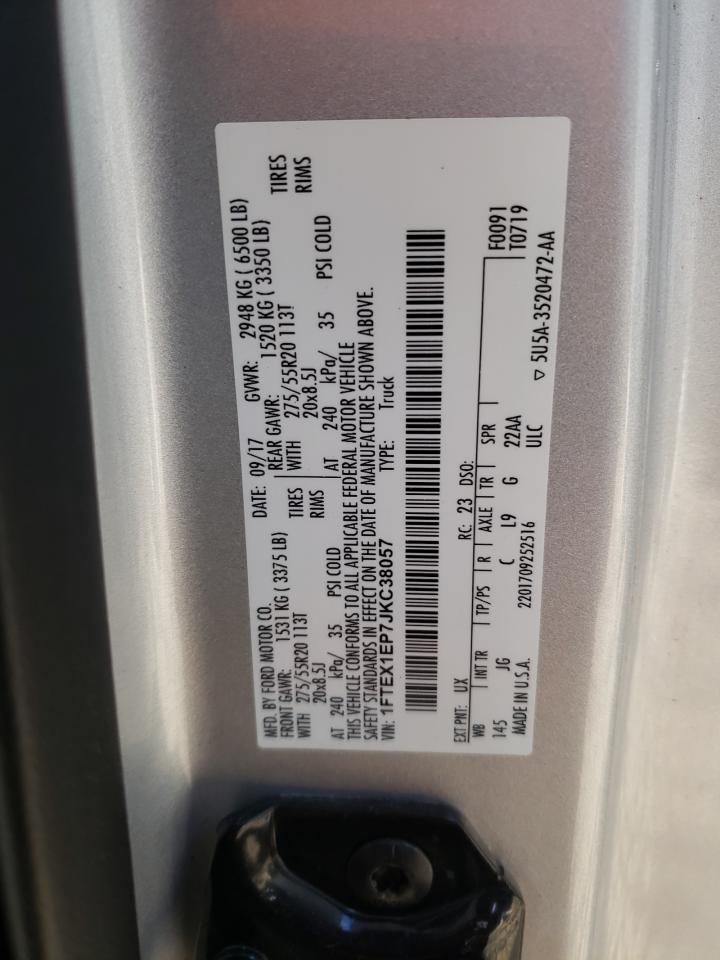 MFD. BY FORD MOTOR CO. DATE: 09/17 GVWR: 2948 KG ( 6500 LB)
FRONT GAWR: 1531 KG ( 3375 LB) REAR GAWR: 1520 KG ( 3350 LB)
WITH 275/55R20 113T TIRES WITH 275/55R20 113T TIRES
20x8.5J RIMS 20x8.5J RIMS
AT 240 kPa/ 35 PSI COLD AT 240 kPa/ 35 PSI COLD
THIS VEHICLE CONFORMS TO ALL APPLICABLE FEDERAL MOTOR VEHICLE
SAFETY STANDARDS IN EFFECT ON THE DATE OF MANUFACTURE SHOWN ABOVE.
VIN: 1FTEX1EP7JKC38057 TYPE: Truck
EXT PNT: UX RC: 23 DSO:
WB INT TR TP/PS R AXLE TR SPR F0091
145 JG C L9 G 22AA T0719
MADE IN U.S.A. 2201709252516 ULC
▽ 5U5A-3520472-AA